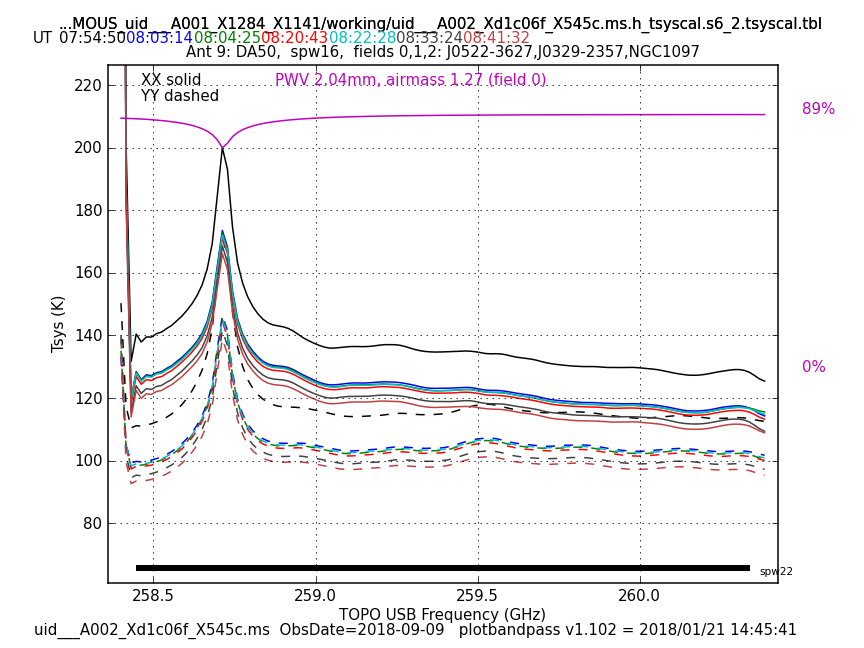 ...MOUS_uid___A001_X1284_X1141/working/uid___A002_Xd1c06f_X545c.ms.h_tsyscal.s6_2.tsyscal.tbl
UT 07:54:50 08:03:14 08:04:25 08:20:43 08:22:28 08:33:24 08:41:32
Ant 9: DA50,  spw16,  fields 0,1,2: J0522-3627,J0329-2357,NGC1097
XX solid
YY dashed
PWV 2.04mm, airmass 1.27 (field 0)
89%
0%
220
200
180
160
140
120
100
80
Tsys (K)
spw22
258.5 259.0 259.5 260.0
TOPO USB Frequency (GHz)
uid___A002_Xd1c06f_X545c.ms  ObsDate=2018-09-09   plotbandpass v1.102 = 2018/01/21 14:45:41